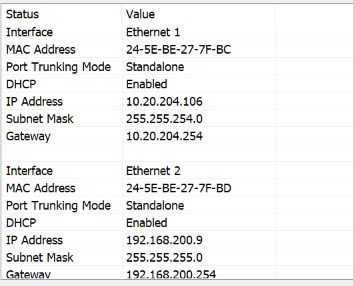 Status Value
Interface Ethernet 1
MAC Address 24-5E-BE-27-7F-BC
Port Trunking Mode Standalone
DHCP Enabled
IP Address 10.20.204.106
Subnet Mask 255.255.254.0
Gateway 10.20.204.254
Interface Ethernet 2
MAC Address 24-5E-BE-27-7F-BD
Port Trunking Mode Standalone
DHCP Enabled
IP Address 192.168.200.9
Subnet Mask 255.255.255.0
Gateway 192.168.200.254